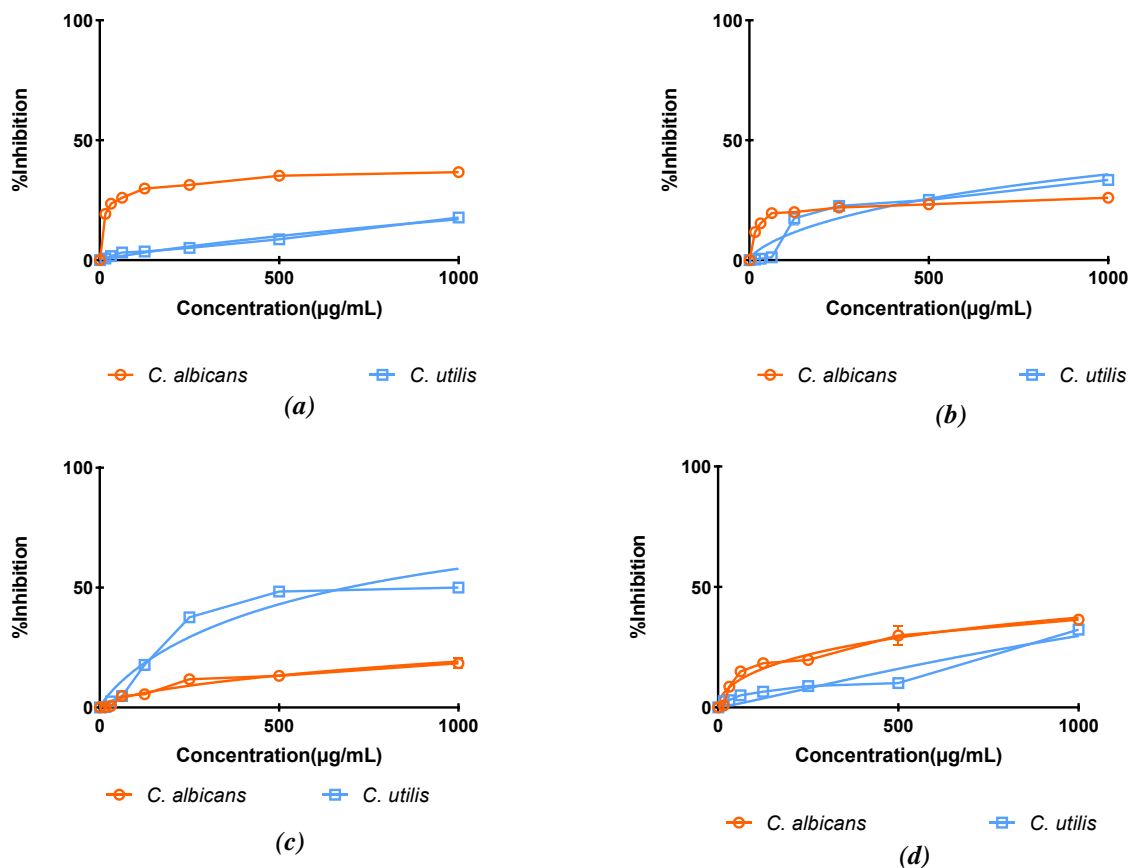 100
50
0
%Inhibition
0
500
1000
Concentration(µg/mL)
C. albicans
C. utilis
(a)
100
50
0
%Inhibition
0
500
1000
Concentration(µg/mL)
C. albicans
C. utilis
(b)
100
50
0
%Inhibition
0
500
1000
Concentration(µg/mL)
C. albicans
C. utilis
(c)
100
50
0
%Inhibition
0
500
1000
Concentration(µg/mL)
C. albicans
C. utilis
(d)